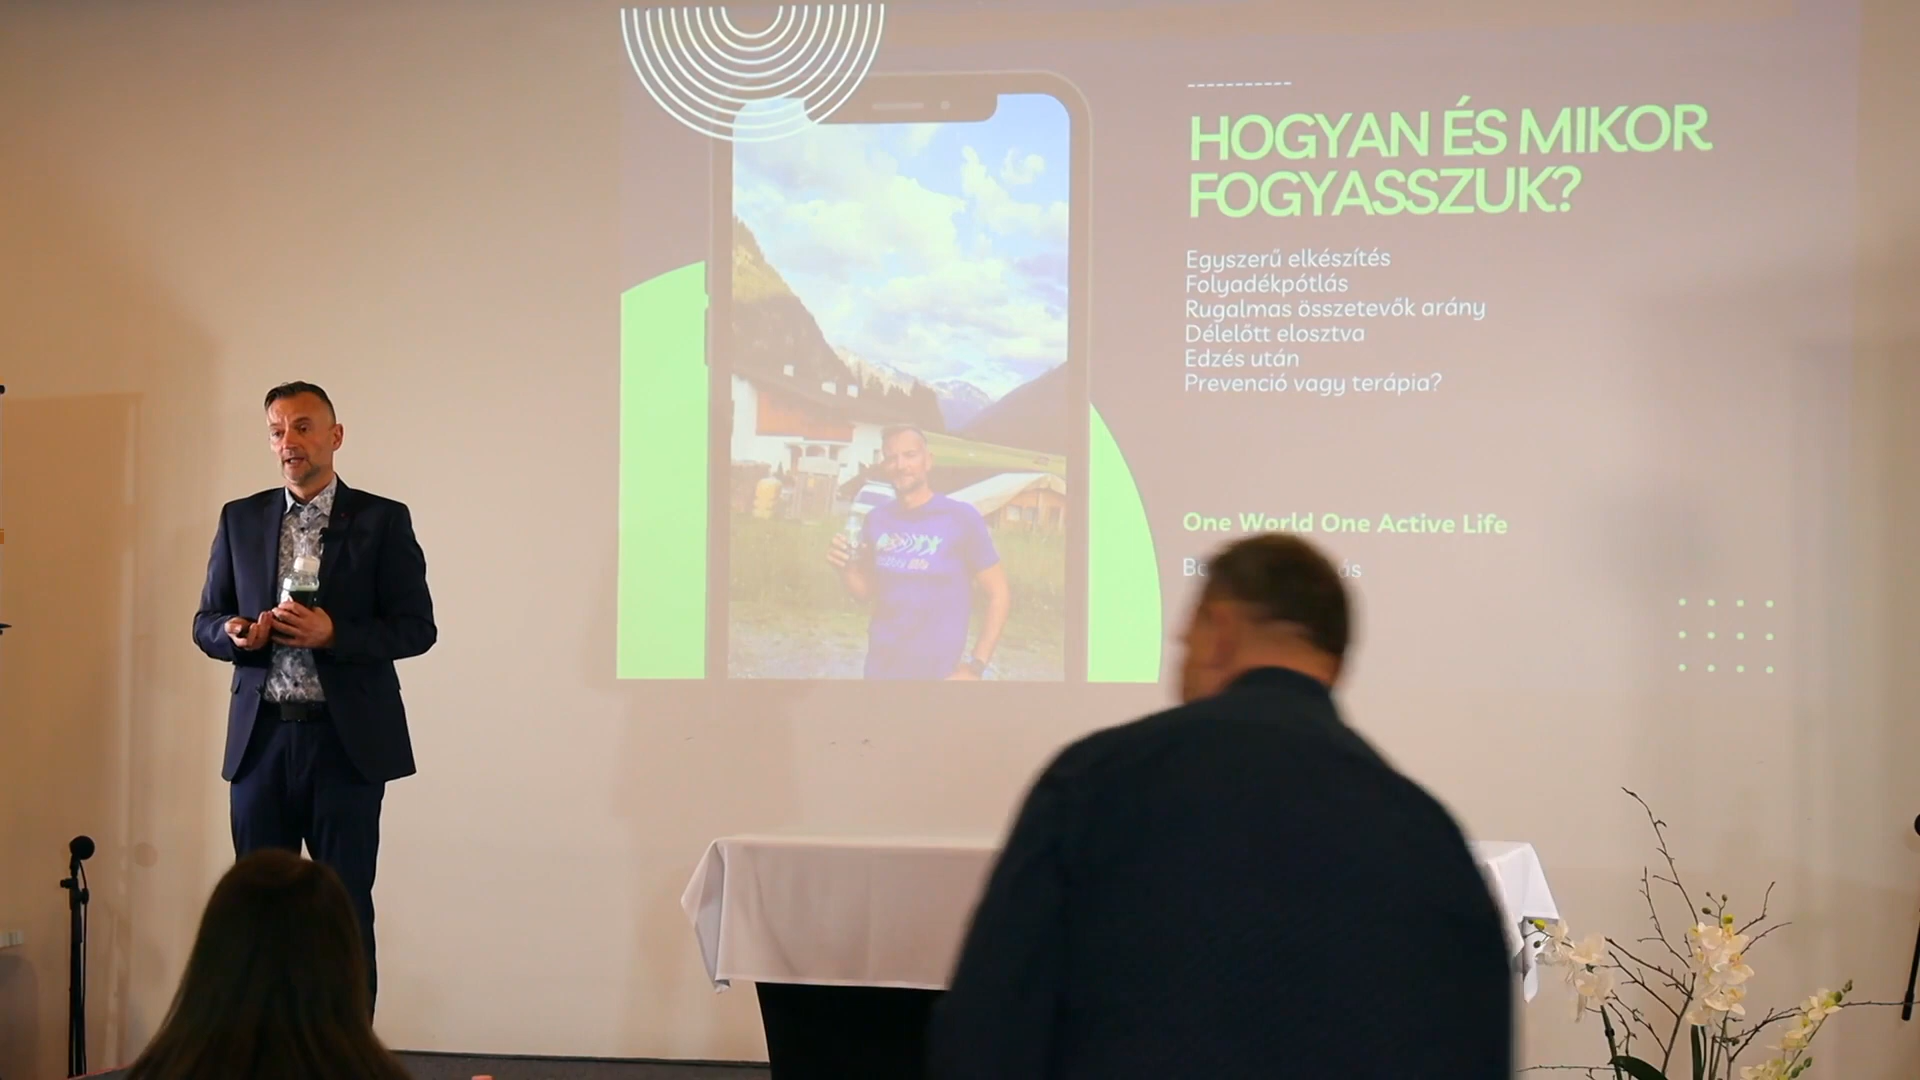 HOGYAN ÉS MIKOR
FOGYASSZUK?
Egyszerű elkészítés
Folyadékpótlás
Rugalmas összetevők arány
Délelőtt elosztva
Edzés után
Prevenció vagy terápia?
One World One Active Life